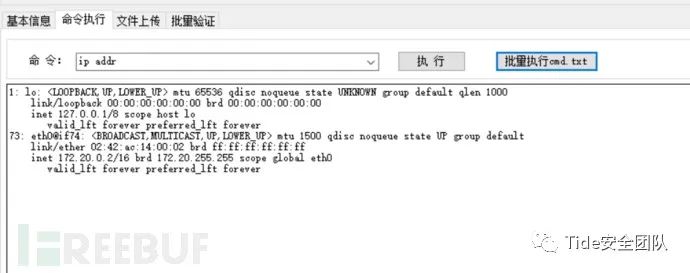 基本信息 命令执行 文件上传 批量验证
命 令: ip addr 执 行 批量执行cmd.txt
1: lo: <LOOPBACK,UP,LOWER_UP> mtu 65536 qdisc noqueue state UNKNOWN group default qlen 1000
link/loopback 00:00:00:00:00:00 brd 00:00:00:00:00:00
inet 127.0.0.1/8 scope host lo
valid_lft forever preferred_lft forever
73: eth0@if74: <BROADCAST,MULTICAST,UP,LOWER_UP> mtu 1500 qdisc noqueue state UP group default
link/ether 02:42:ac:14:00:02 brd ff:ff:ff:ff:ff:ff
inet 172.20.0.2/16 brd 172.20.255.255 scope global eth0
valid_lft forever preferred_lft forever
FREEBUF
Tide安全团队